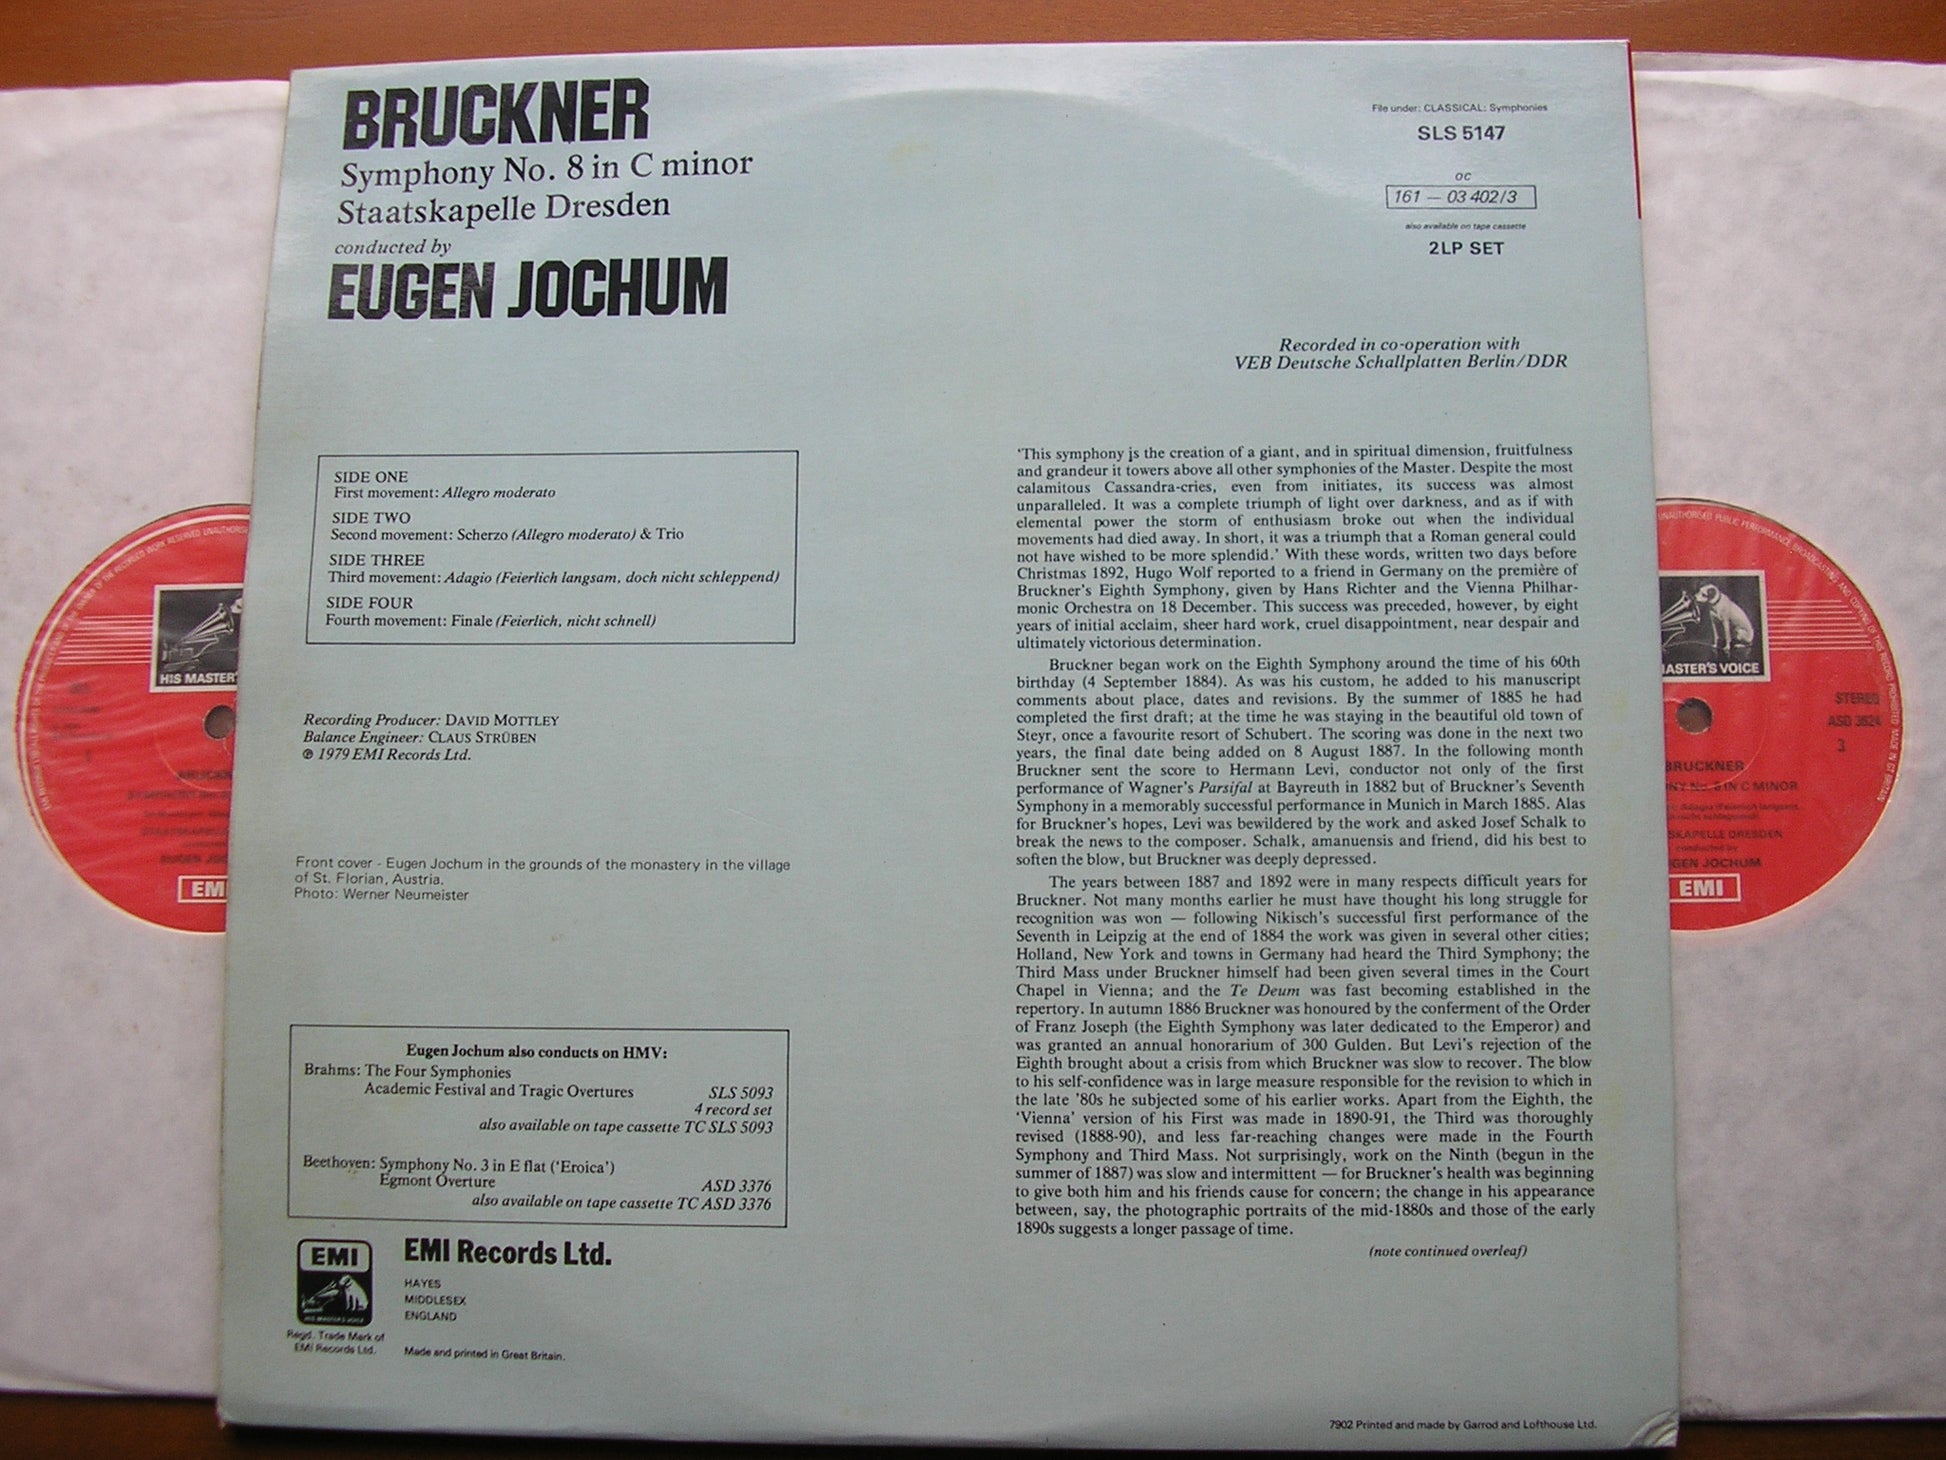 BRUCKNER
Symphony No. 8 in C minor
Staatskapelle Dresden
conducted by
EUGEN JOCHUM
File under: CLASSICAL: Symphonies
SLS 5147
OC
161 — 03 402/3
also available on tape cassette
2LP SET
Recorded in co-operation with
VEB Deutsche Schallplatten Berlin/DDR
SIDE ONE
First movement: Allegro moderato
SIDE TWO
Second movement: Scherzo (Allegro moderato) & Trio
SIDE THREE
Third movement: Adagio (Feierlich langsam, doch nicht schleppend)
SIDE FOUR
Fourth movement: Finale (Feierlich, nicht schnell)
Recording Producer: DAVID MOTTLEY
Balance Engineer: CLAUS STRÜBEN
℗ 1979 EMI Records Ltd.
Front cover - Eugen Jochum in the grounds of the monastery in the village
of St. Florian, Austria.
Photo: Werner Neumeister
Eugen Jochum also conducts on HMV:
Brahms: The Four Symphonies
Academic Festival and Tragic Overtures SLS 5093
4 record set
also available on tape cassette TC SLS 5093
Beethoven: Symphony No. 3 in E flat ('Eroica')
Egmont Overture ASD 3376
also available on tape cassette TC ASD 3376
EMI
HIS MASTER'S VOICE
Regd. Trade Mark of
EMI Records Ltd.
EMI Records Ltd.
HAYES
MIDDLESEX
ENGLAND
Made and printed in Great Britain.
'This symphony is the creation of a giant, and in spiritual dimension, fruitfulness
and grandeur it towers above all other symphonies of the Master. Despite the most
calamitous Cassandra-cries, even from initiates, its success was almost
unparalleled. It was a complete triumph of light over darkness, and as if with
elemental power the storm of enthusiasm broke out when the individual
movements had died away. In short, it was a triumph that a Roman general could
not have wished to be more splendid.' With these words, written two days before
Christmas 1892, Hugo Wolf reported to a friend in Germany on the première of
Bruckner's Eighth Symphony, given by Hans Richter and the Vienna Philhar-
monic Orchestra on 18 December. This success was preceded, however, by eight
years of initial acclaim, sheer hard work, cruel disappointment, near despair and
ultimately victorious determination.
Bruckner began work on the Eighth Symphony around the time of his 60th
birthday (4 September 1884). As was his custom, he added to his manuscript
comments about place, dates and revisions. By the summer of 1885 he had
completed the first draft; at the time he was staying in the beautiful old town of
Steyr, once a favourite resort of Schubert. The scoring was done in the next two
years, the final date being added on 8 August 1887. In the following month
Bruckner sent the score to Hermann Levi, conductor not only of the first
performance of Wagner's Parsifal at Bayreuth in 1882 but of Bruckner's Seventh
Symphony in a memorably successful performance in Munich in March 1885. Alas
for Bruckner's hopes, Levi was bewildered by the work and asked Josef Schalk to
break the news to the composer. Schalk, amanuensis and friend, did his best to
soften the blow, but Bruckner was deeply depressed.
The years between 1887 and 1892 were in many respects difficult years for
Bruckner. Not many months earlier he must have thought his long struggle for
recognition was won — following Nikisch's successful first performance of the
Seventh in Leipzig at the end of 1884 the work was given in several other cities;
Holland, New York and towns in Germany had heard the Third Symphony; the
Third Mass under Bruckner himself had been given several times in the Court
Chapel in Vienna; and the Te Deum was fast becoming established in the
repertory. In autumn 1886 Bruckner was honoured by the conferment of the Order
of Franz Joseph (the Eighth Symphony was later dedicated to the Emperor) and
was granted an annual honorarium of 300 Gulden. But Levi's rejection of the
Eighth brought about a crisis from which Bruckner was slow to recover. The blow
to his self-confidence was in large measure responsible for the revision to which in
the late '80s he subjected some of his earlier works. Apart from the Eighth, the
'Vienna' version of his First was made in 1890-91, the Third was thoroughly
revised (1888-90), and less far-reaching changes were made in the Fourth
Symphony and Third Mass. Not surprisingly, work on the Ninth (begun in the
summer of 1887) was slow and intermittent — for Bruckner's health was beginning
to give both him and his friends cause for concern; the change in his appearance
between, say, the photographic portraits of the mid-1880s and those of the early
1890s suggests a longer passage of time.
(note continued overleaf)
7902 Printed and made by Garrod and Lofthouse Ltd.
HIS MASTER'
EM
ASTER'S VOICE
STEREO
ASD 3824
3
BRUCKNER
IN C MINOR
SKAPELLE DRESDEN
conducted by
GEN JOCHUM
EMI